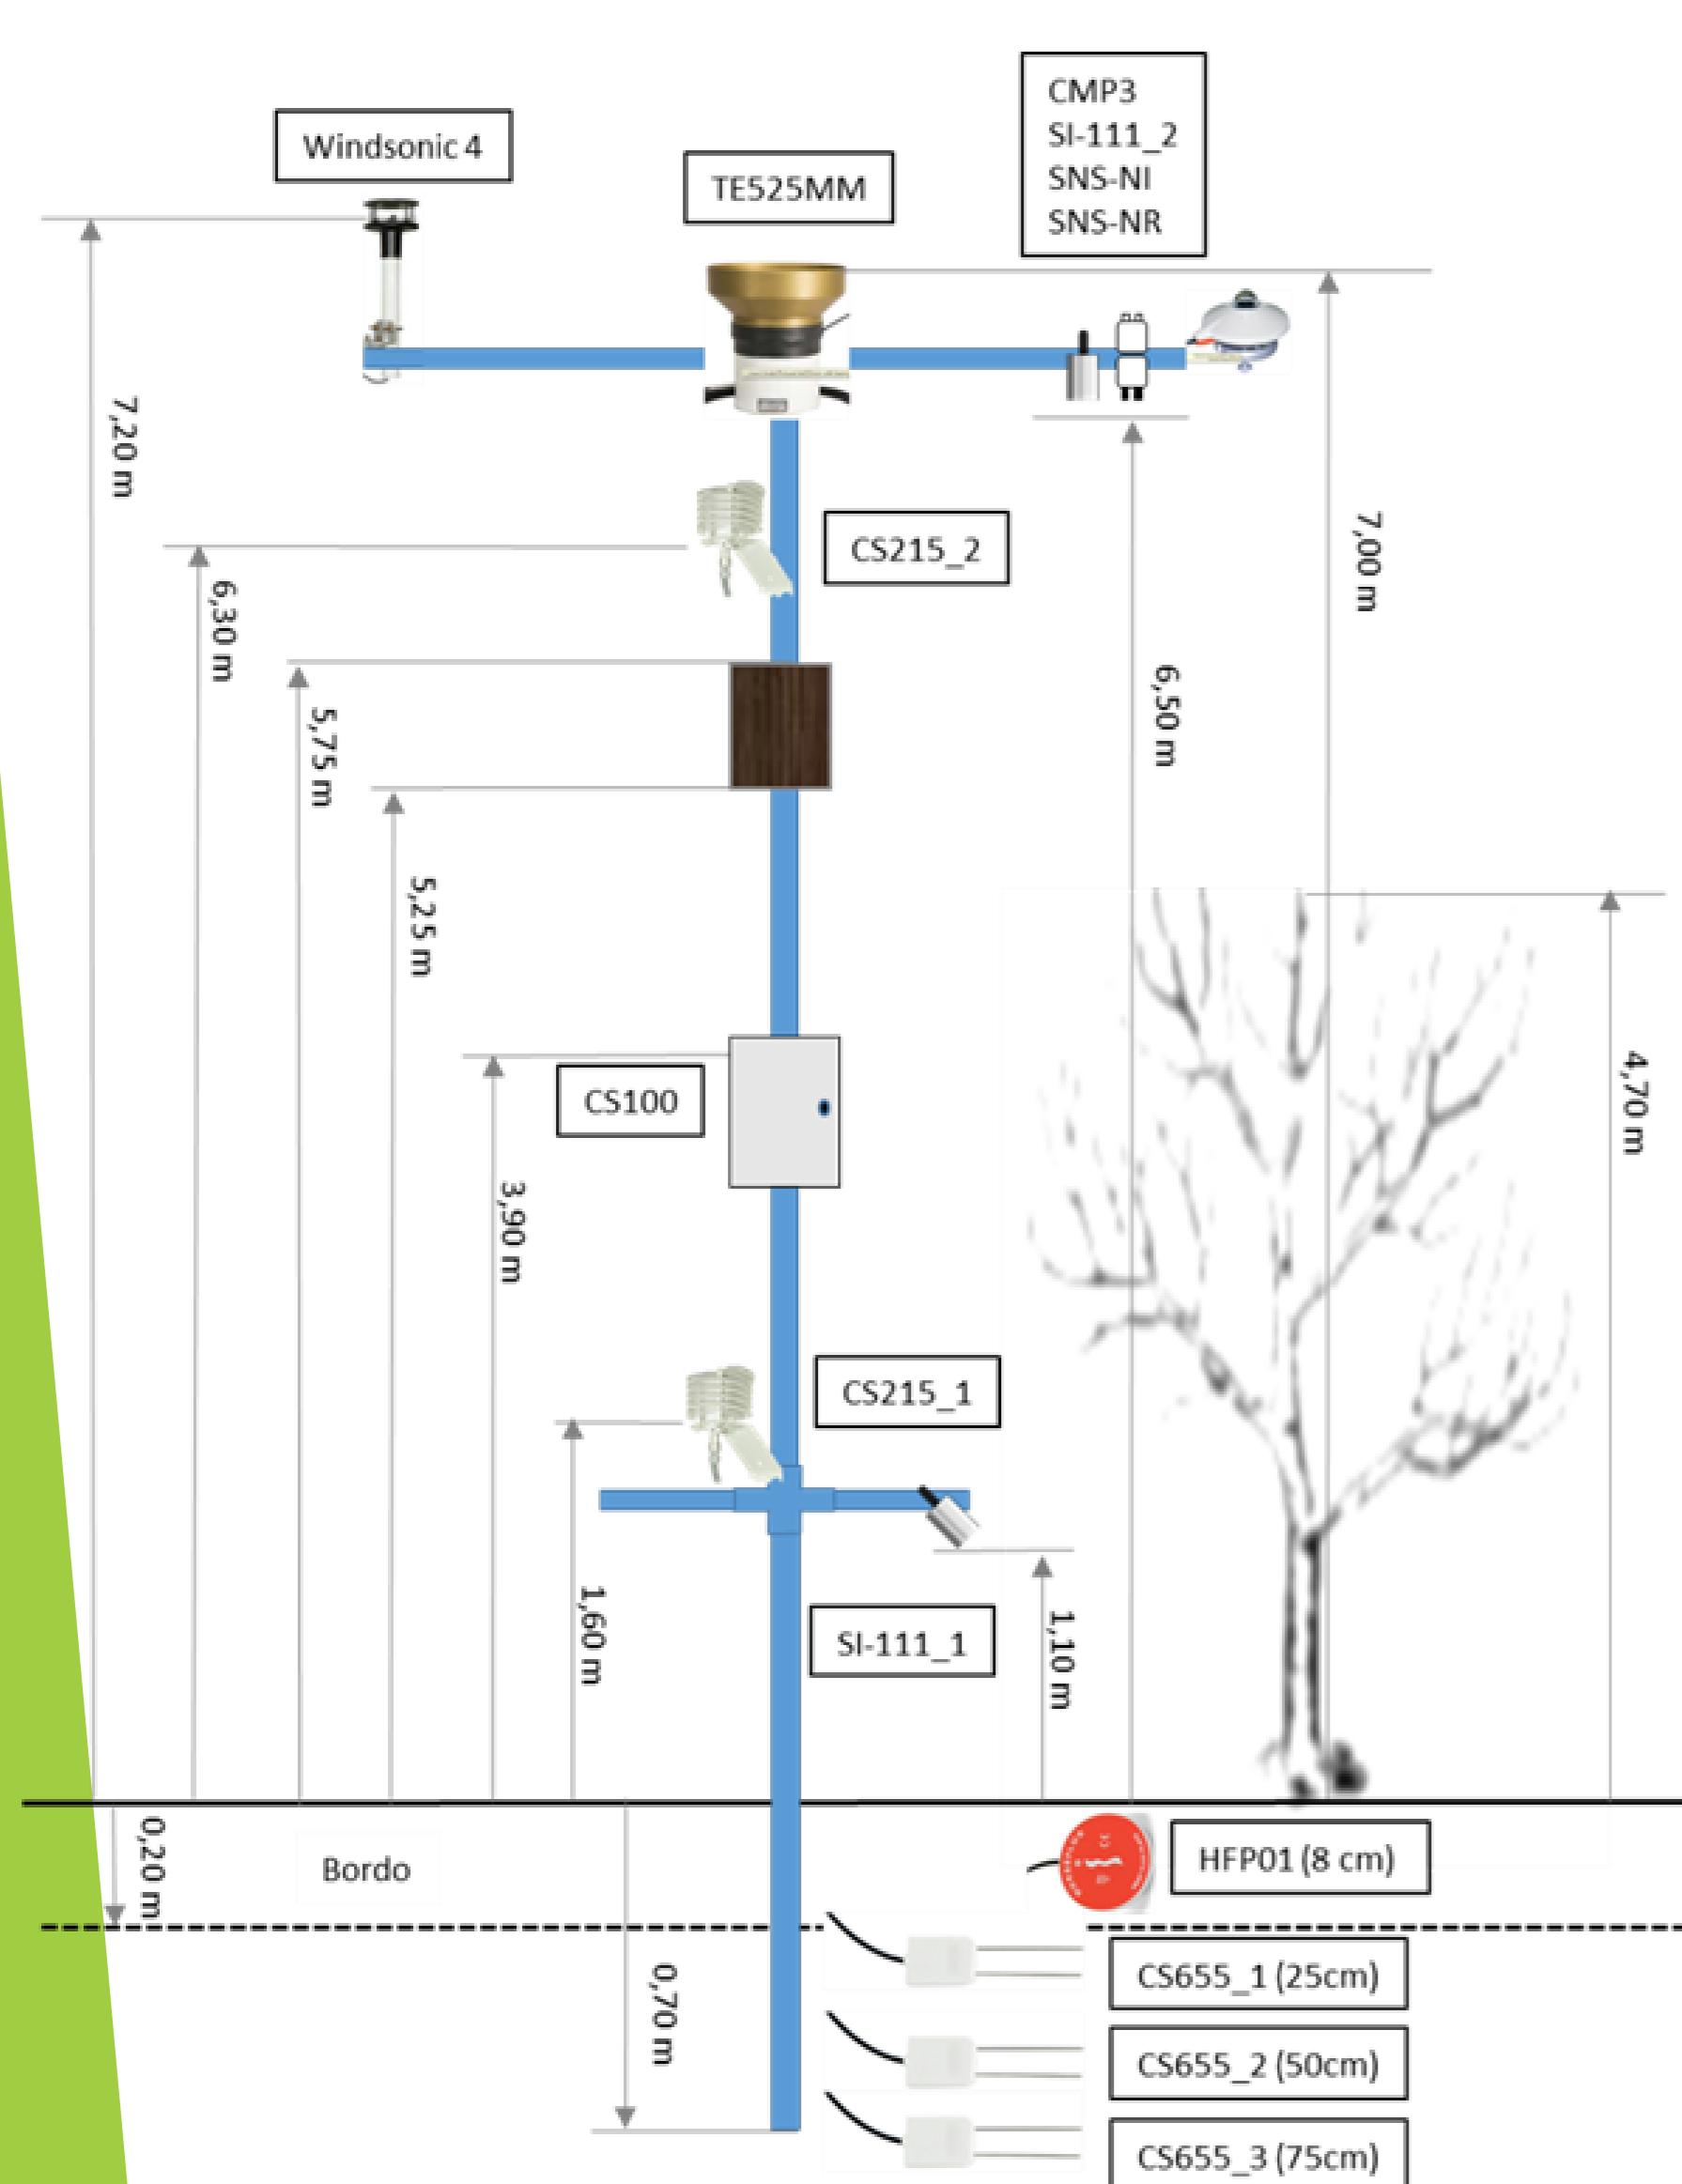 CMP3
SI-111_2
SNS-NI
SNS-NR
Windsonic 4
TE525MM
7,20 m
CS215_2
7,00 m
6,30 m
6,50 m
5,75 m
5,25 m
CS100
4,70 m
3,90 m
CS215_1
1,60 m
SI-111_1
1,10 m
0,20 m
Bordo
HFP01 (8 cm)
0,70 m
CS655_1 (25cm)
CS655_2 (50cm)
CS655_3 (75cm)